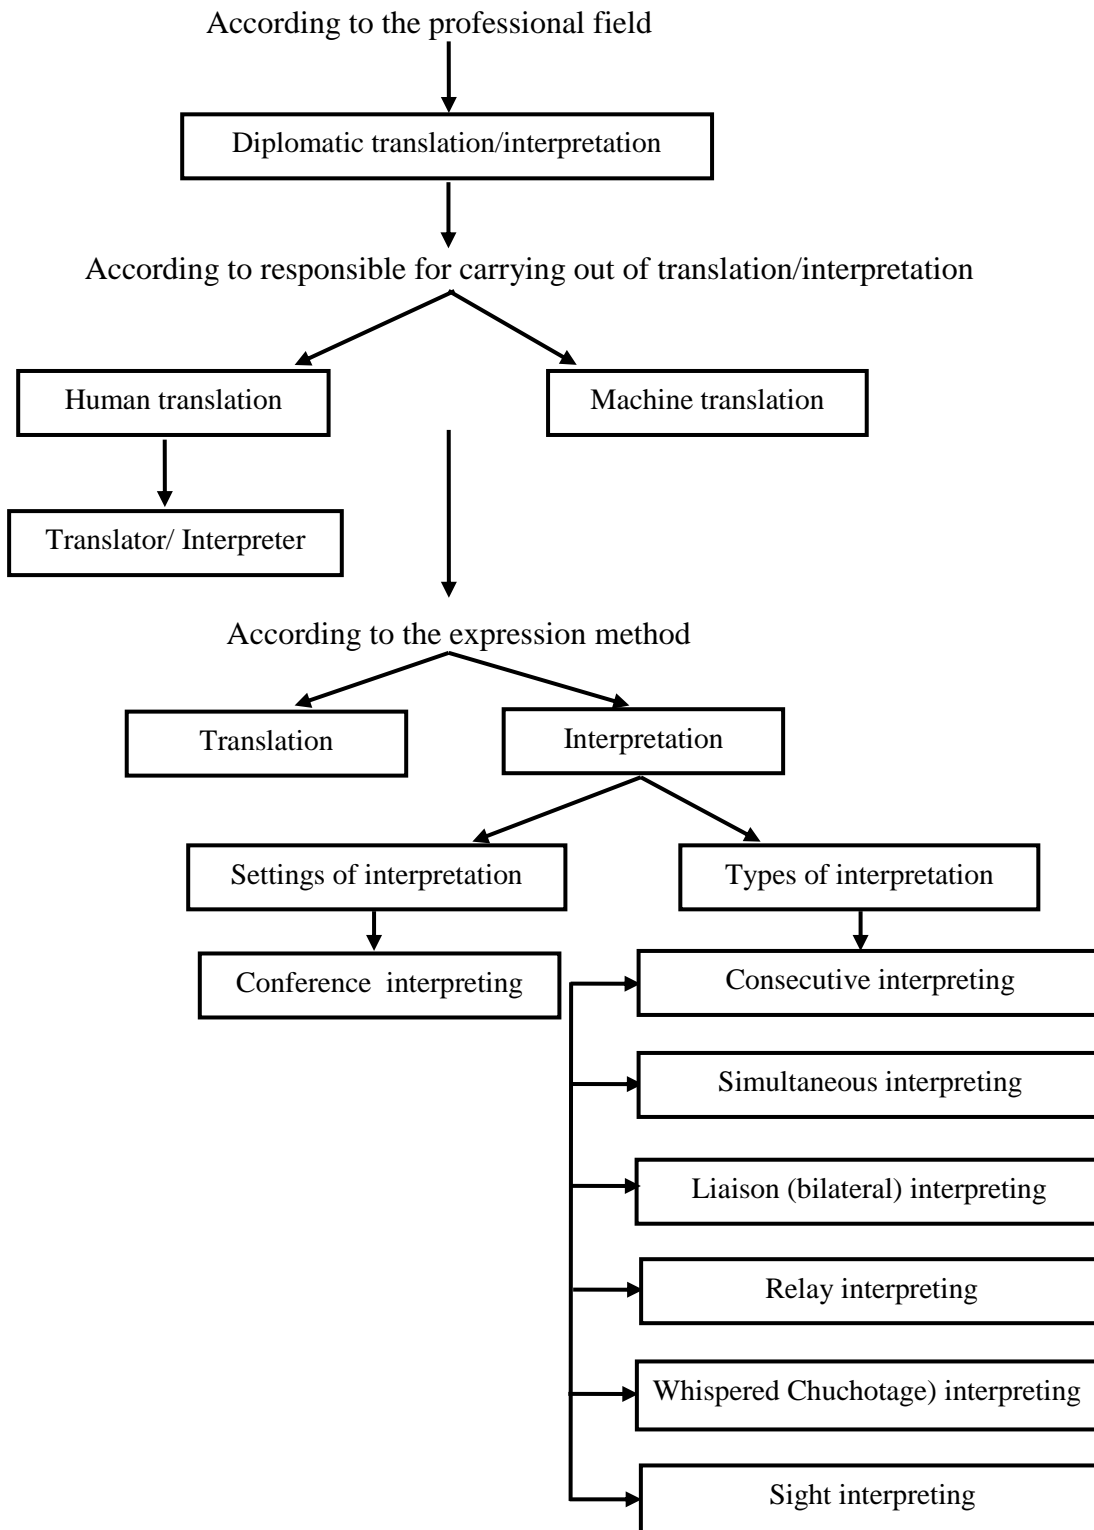 According to the professional field
Diplomatic translation/interpretation
According to responsible for carrying out of translation/interpretation
Human translation
Machine translation
Translator/ Interpreter
According to the expression method
Translation
Interpretation
Settings of interpretation
Types of interpretation
Conference  interpreting
Consecutive interpreting
Simultaneous interpreting
Liaison (bilateral) interpreting
Relay interpreting
Whispered Chuchotage) interpreting
Sight interpreting